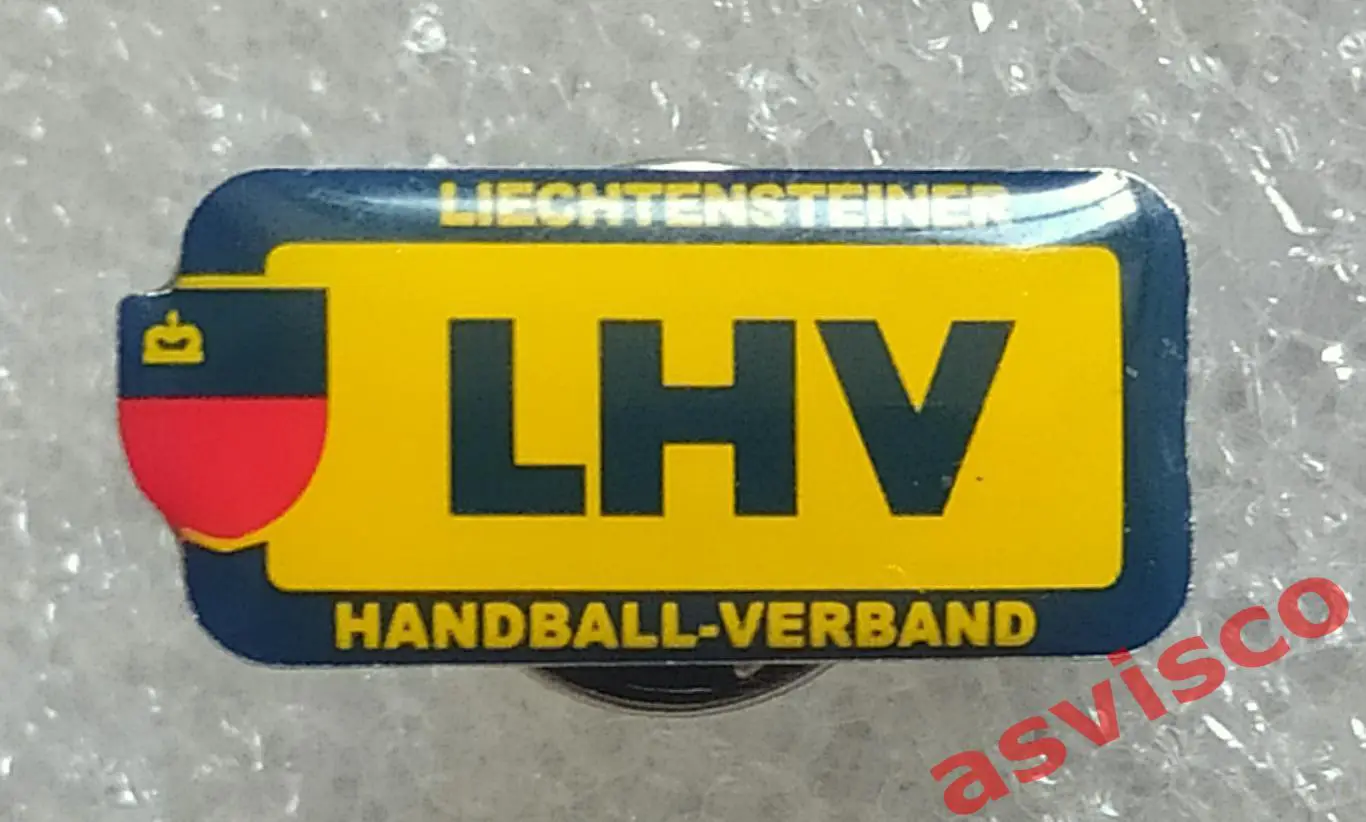 LIECHTENSTEINER
LHV
HANDBALL-VERBAND
asvisco